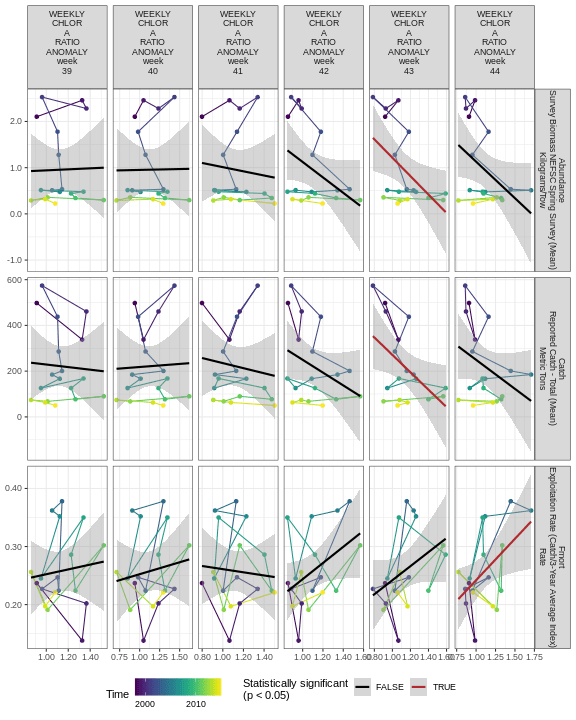 WEEKLY
CHLOR
A
RATIO
ANOMALY
week
39
WEEKLY
CHLOR
A
RATIO
ANOMALY
week
40
WEEKLY
CHLOR
A
RATIO
ANOMALY
week
41
WEEKLY
CHLOR
A
RATIO
ANOMALY
week
42
WEEKLY
CHLOR
A
RATIO
ANOMALY
week
43
WEEKLY
CHLOR
A
RATIO
ANOMALY
week
44
2.0
1.0
0.0
-1.0
Abundance
Survey Biomass NEFSC Spring Survey (Mean)
Kilograms/tow
600
400
200
0
Catch
Reported Catch - Total (Mean)
Metric Tons
0.40
0.30
0.20
Fmort
Exploitation Rate (Catch/3-Year Average Index)
Rate
1.00 1.20 1.40
0.75 1.00 1.25 1.50
0.80 1.00 1.20 1.40
0.80 1.00 1.20 1.40 1.60
0.80 1.00 1.20 1.40 1.60
0.75 1.00 1.25 1.50 1.75
Time
2000 2010
Statistically significant
(p < 0.05)
FALSE
TRUE